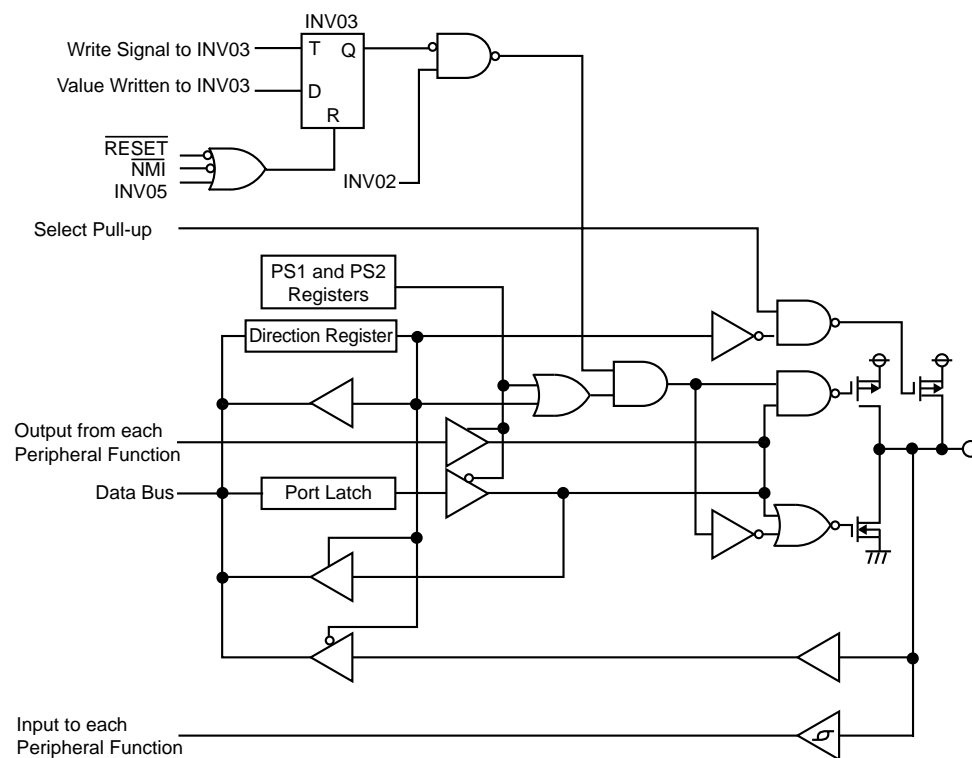 INV03
Write Signal to INV03
T
Q
Value Written to INV03
D
R
RESET
NMI
INV05
INV02
Select Pull-up
PS1 and PS2
Registers
Direction Register
Output from each
Peripheral Function
Data Bus
Port Latch
Input to each
Peripheral Function